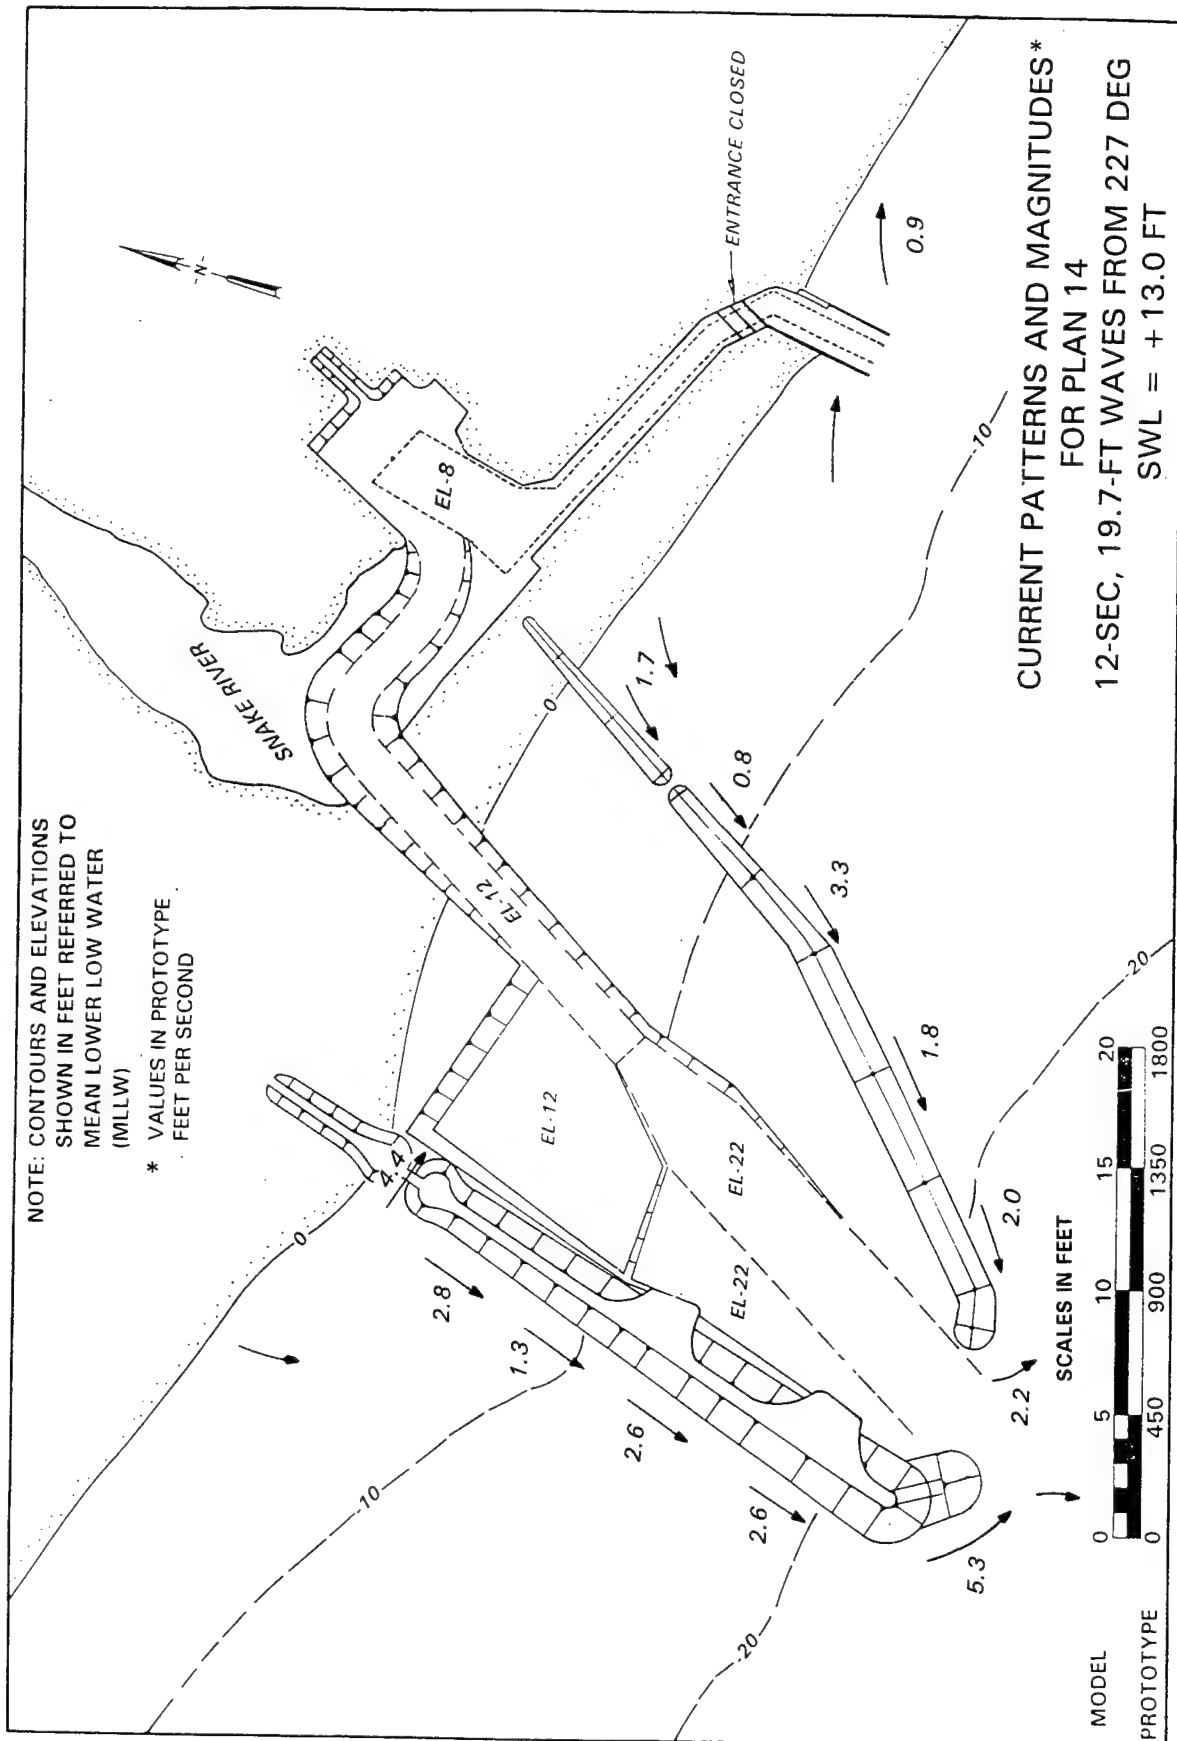 NOTE: CONTOURS AND ELEVATIONS
SHOWN IN FEET REFERRED TO
MEAN LOWER LOW WATER
(MLLW)
* VALUES IN PROTOTYPE
FEET PER SECOND
SNAKE RIVER
-N-
ENTRANCE CLOSED
EL-8
EL-12
EL-12
EL-22
EL-22
0
0
-10
-10
-20
-20
4.4
2.8
1.3
2.6
2.6
5.3
2.2
2.0
1.8
3.3
0.8
1.7
0.9
CURRENT PATTERNS AND MAGNITUDES*
FOR PLAN 14
12-SEC, 19.7-FT WAVES FROM 227 DEG
SWL = +13.0 FT
SCALES IN FEET
MODEL 0 5 10 15 20
PROTOTYPE 0 450 900 1350 1800